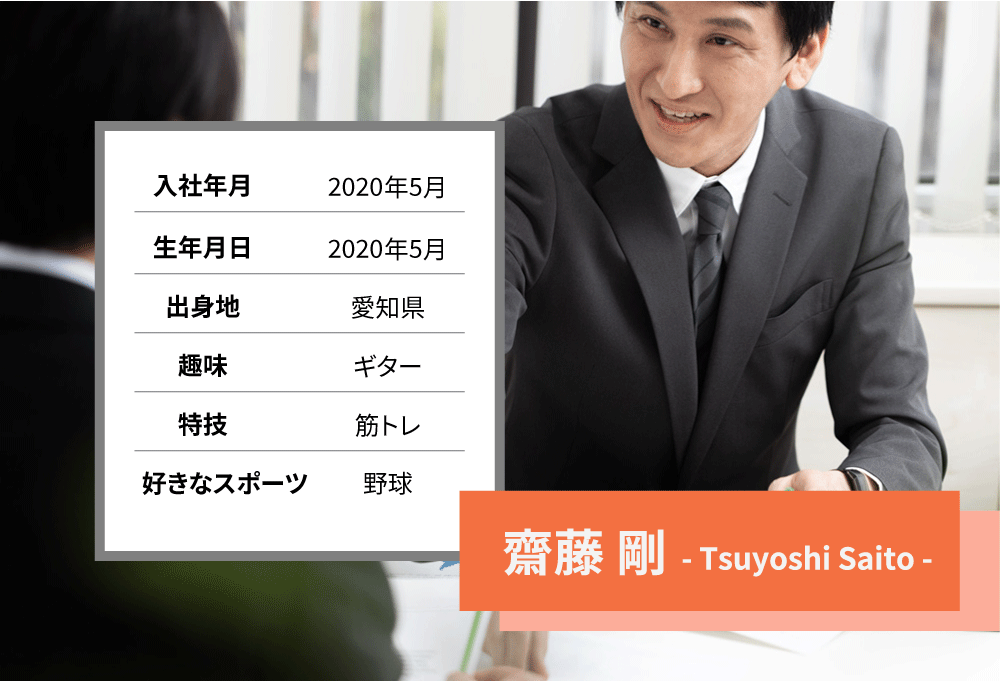 入社年月 2020年5月
生年月日 2020年5月
出身地 愛知県
趣味 ギター
特技 筋トレ
好きなスポーツ 野球
齋藤 剛 - Tsuyoshi Saito -